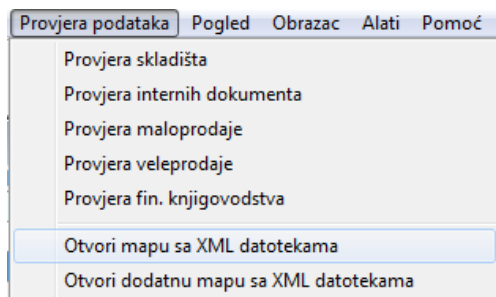 Provjera podataka Pogled Obrazac Alati Pomoć
Provjera skladišta
Provjera internih dokumenta
Provjera maloprodaje
Provjera veleprodaje
Provjera fin. knjigovodstva
Otvori mapu sa XML datotekama
Otvori dodatnu mapu sa XML datotekama